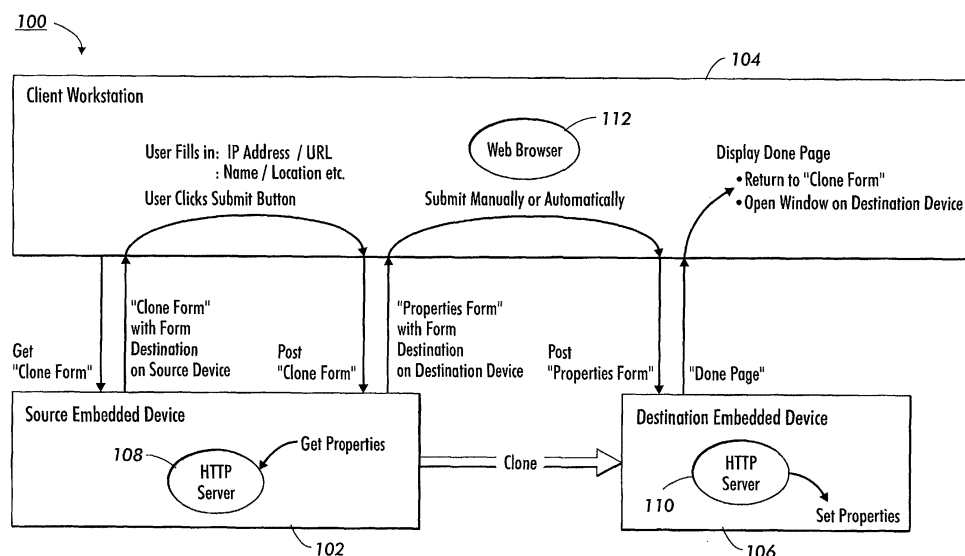 100
104
Client Workstation
112
Web Browser
User Fills in: IP Address / URL
: Name / Location etc.
User Clicks Submit Button
Submit Manually or Automatically
Display Done Page
•Return to "Clone Form"
•Open Window on Destination Device
Get
"Clone Form"
"Clone Form"
with Form
Destination
on Source Device
Post
"Clone Form"
"Properties Form"
with Form
Destination
on Destination Device
Post
"Properties Form"
"Done Page"
Source Embedded Device
108
HTTP
Server
Get Properties
102
Clone
Destination Embedded Device
HTTP
Server
110
Set Properties
106